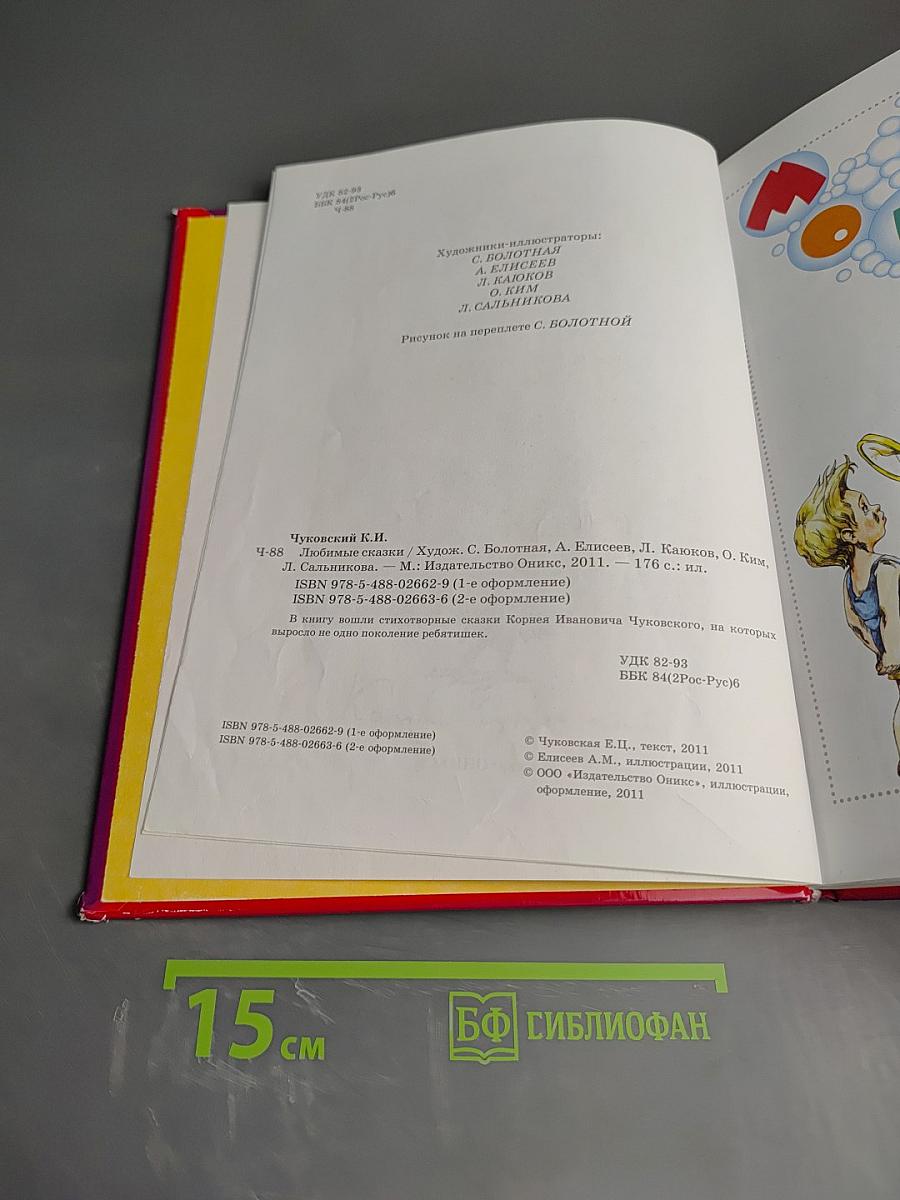 УДК 82-93
ББК 84(2Рос-Рус)6
Ч-88
Художники-иллюстраторы:
С. БОЛОТНАЯ
А. ЕЛИСЕЕВ
Л. КАЮКОВ
О. КИМ
Л. САЛЬНИКОВА
Рисунок на переплете С. БОЛОТНОЙ
Чуковский К.И.
Ч-88 Любимые сказки / Худож. С. Болотная, А. Елисеев, Л. Каюков, О. Ким,
Л. Сальникова. — М.: Издательство Оникс, 2011. — 176 с.: ил.
ISBN 978-5-488-02662-9 (1-е оформление)
ISBN 978-5-488-02663-6 (2-е оформление)
В книгу вошли стихотворные сказки Корнея Ивановича Чуковского, на которых
выросло не одно поколение ребятишек.
УДК 82-93
ББК 84(2Рос-Рус)6
ISBN 978-5-488-02662-9 (1-е оформление)
ISBN 978-5-488-02663-6 (2-е оформление)
© Чуковская Е.Ц., текст, 2011
© Елисеев А.М., иллюстрации, 2011
© ООО «Издательство Оникс», иллюстрации,
оформление, 2011
МО
15 см
БФ БИБЛИОФАН